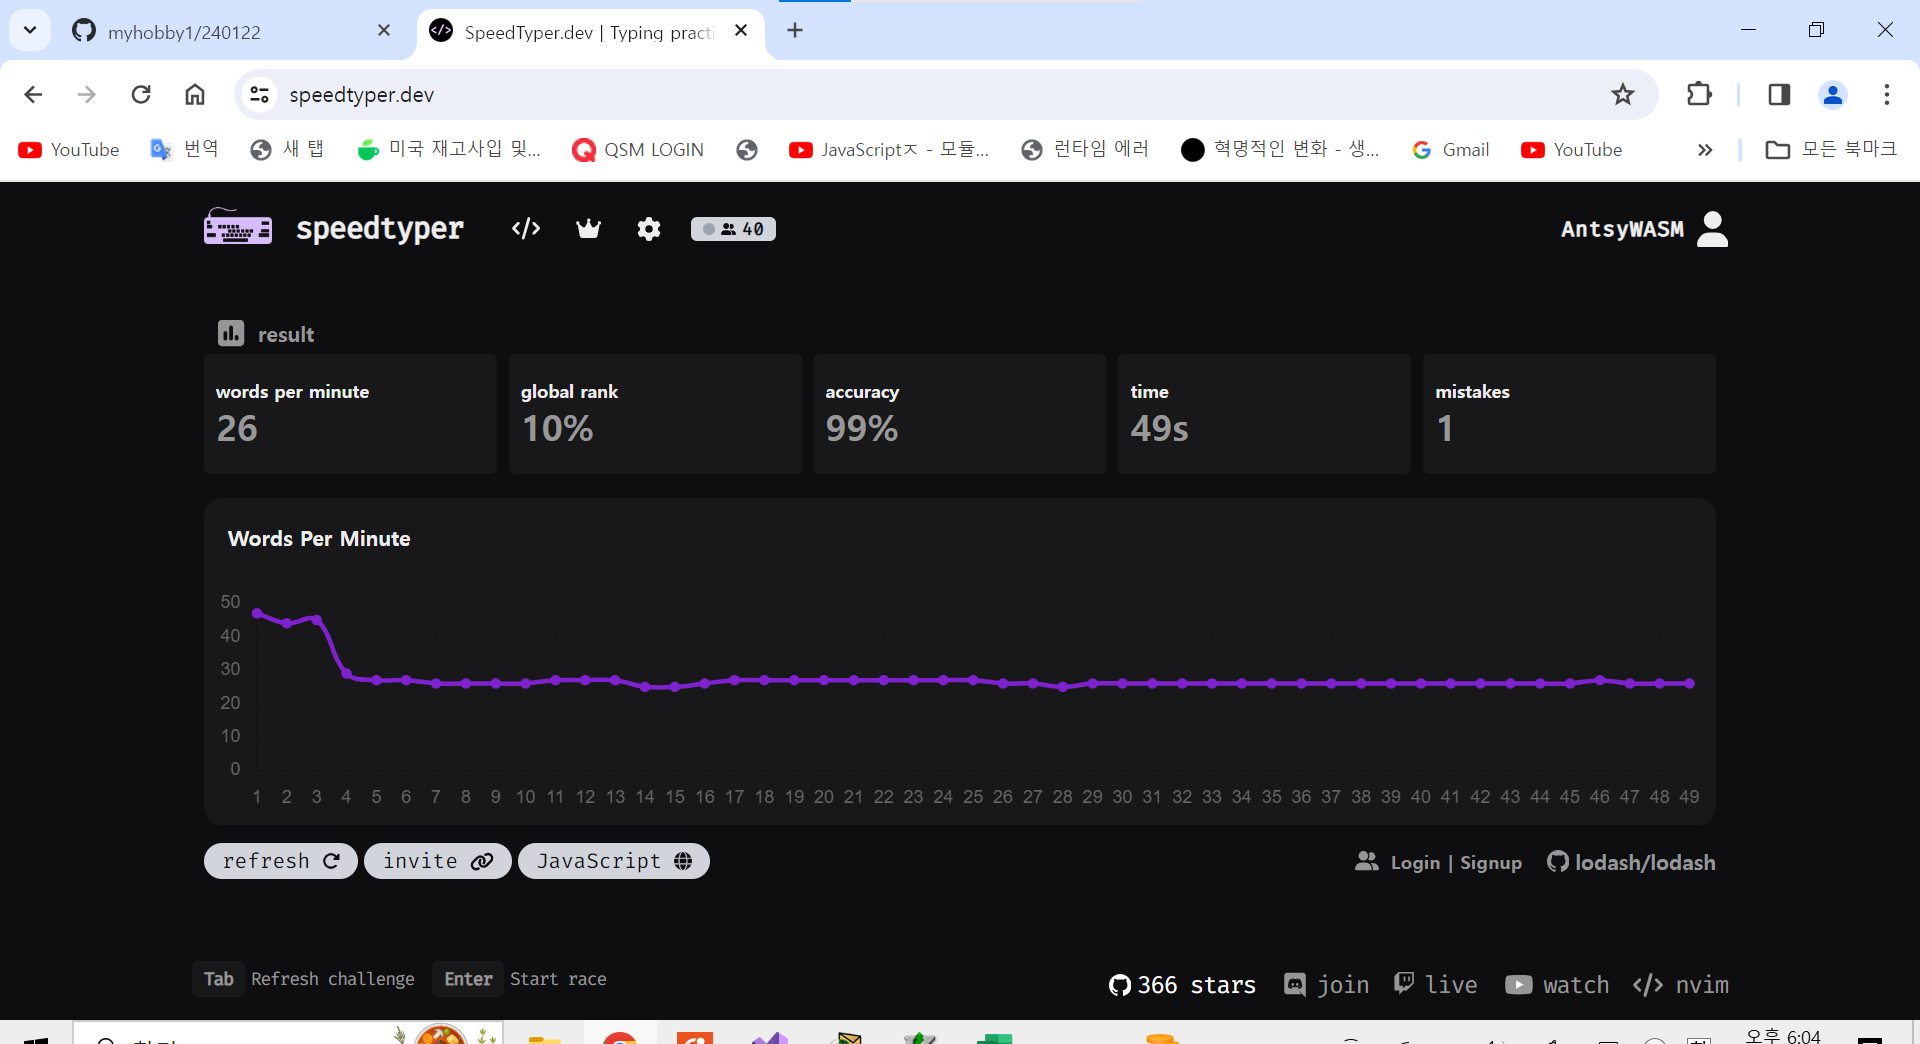 myhobby1/240122
SpeedTyper.dev | Typing practi
speedtyper.dev
YouTube 번역 새 탭 미국 재고사입 및... QSM LOGIN JavaScriptㅈ - 모듈... 런타임 에러 혁명적인 변화 - 생... Gmail YouTube » 모든 북마크
speedtyper </> 40 AntsyWASM
result
words per minute global rank accuracy time mistakes
26 10% 99% 49s 1
Words Per Minute
50
40
30
20
10
0
1 2 3 4 5 6 7 8 9 10 11 12 13 14 15 16 17 18 19 20 21 22 23 24 25 26 27 28 29 30 31 32 33 34 35 36 37 38 39 40 41 42 43 44 45 46 47 48 49
refresh invite JavaScript Login | Signup lodash/lodash
Tab Refresh challenge Enter Start race 366 stars join live watch </> nvim
오후 6:04